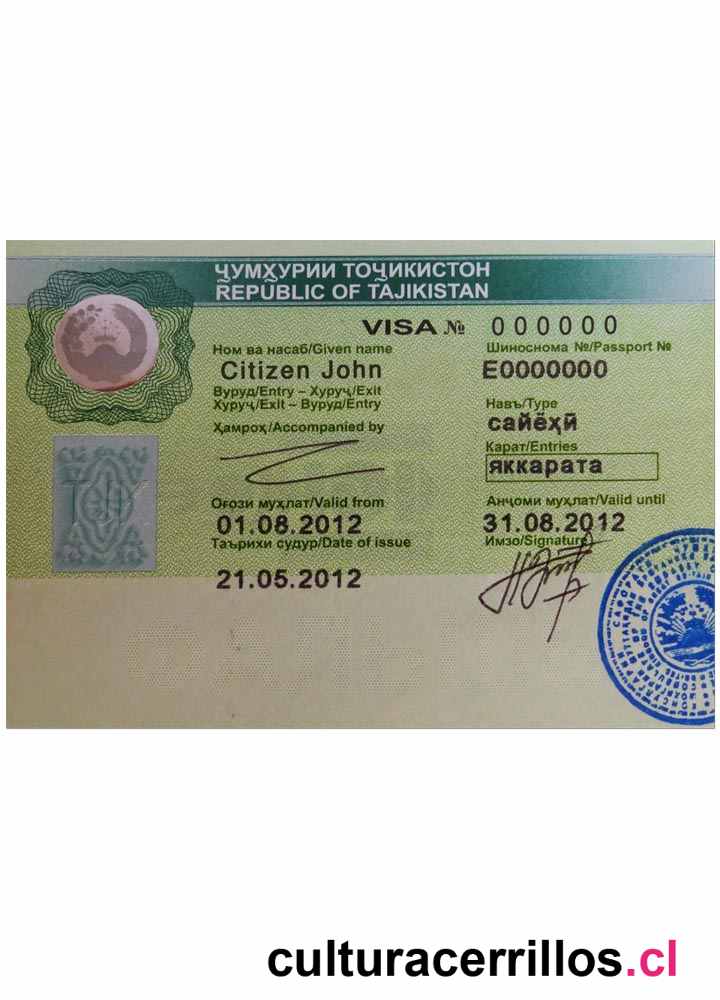 ҶУМҲУРИИ ТОҶИКИСТОН
REPUBLIC OF TAJIKISTAN
VISA № 000000
Ном ва насаб/Given name
Citizen John
Шиноснома №/Passport №
E0000000
Вуруд/Entry – Хуруҷ/Exit
Хуруҷ/Exit – Вуруд/Entry
Навъ/Type
сайёҳӣ
Ҳамроҳ/Accompanied by
Карат/Entries
яккарата
Оғози муҳлат/Valid from
01.08.2012
Анҷоми муҳлат/Valid until
31.08.2012
Таърихи судур/Date of issue
21.05.2012
Имзо/Signature
TJK
culturacerrillos.cl